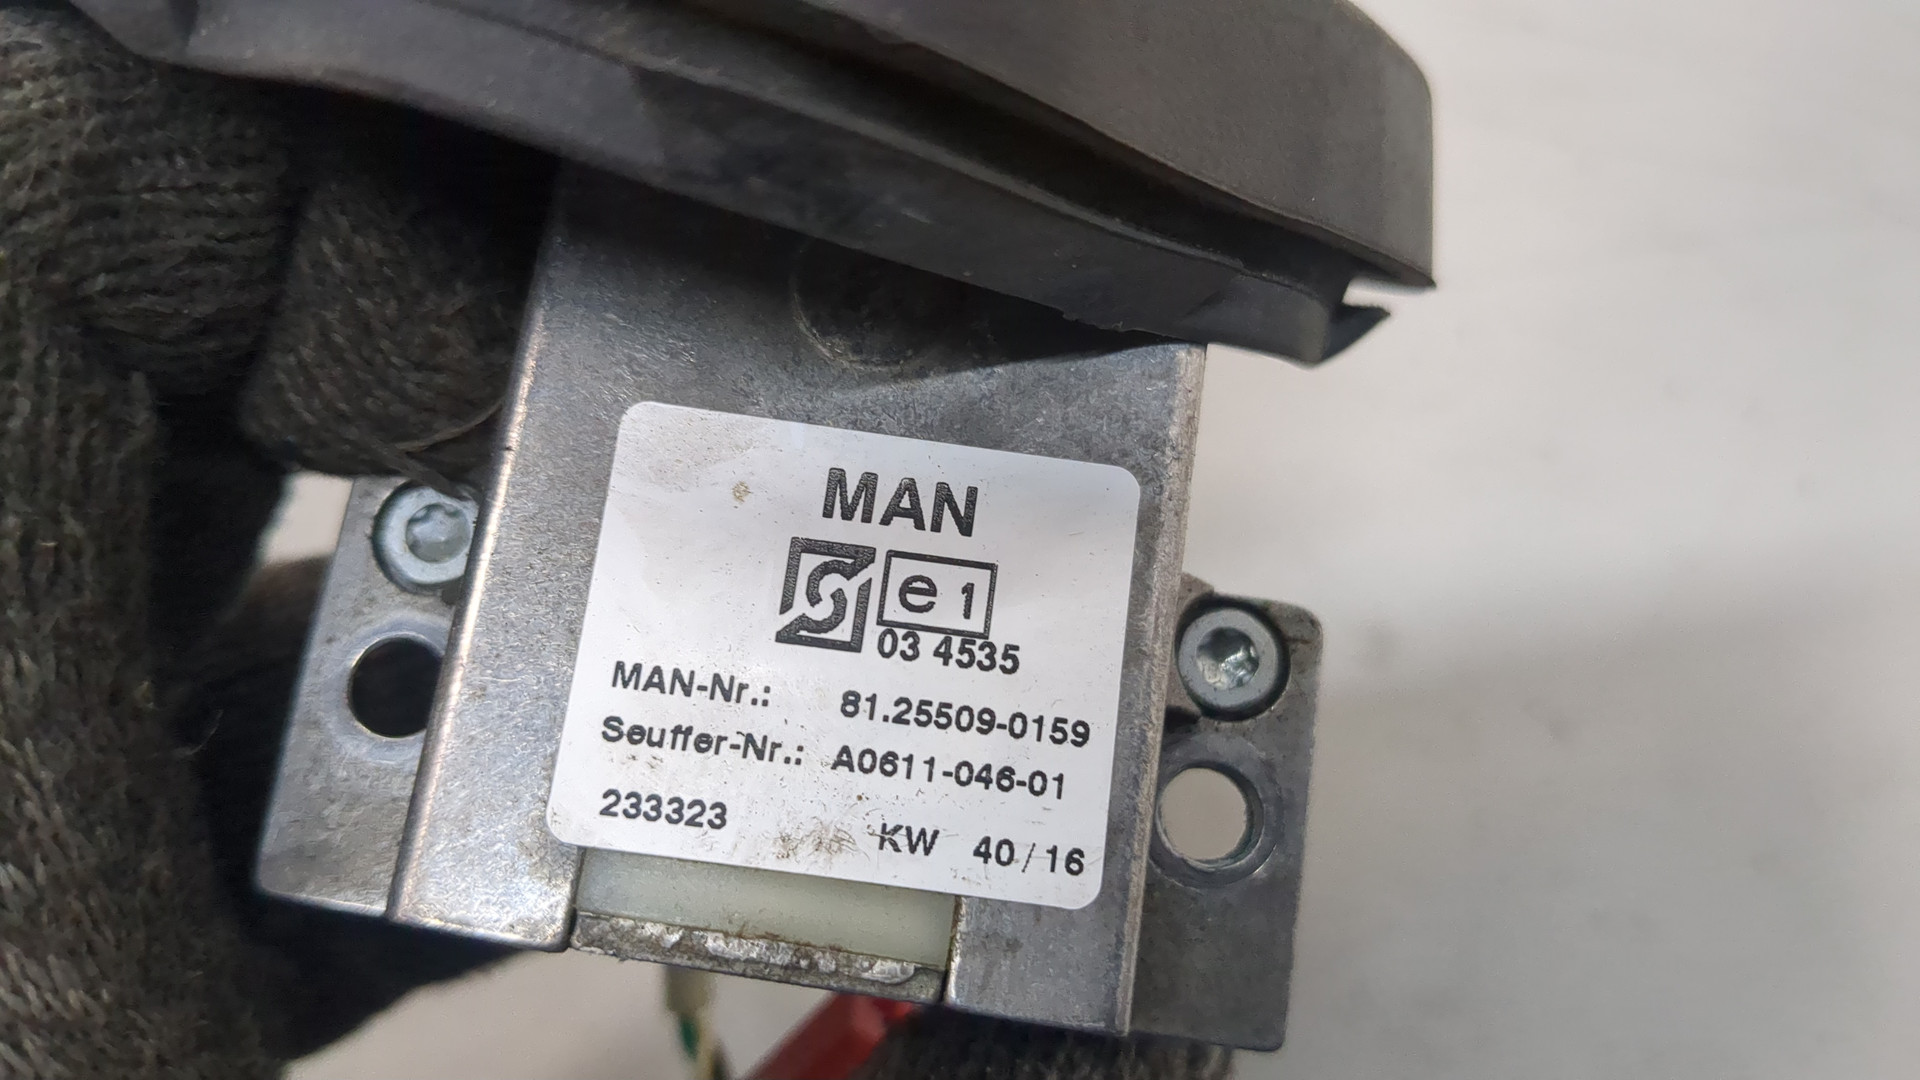 MAN
e 1
03 4535
MAN-Nr.: 81.25509-0159
Seuffer-Nr.: A0611-046-01
233323 KW 40/16